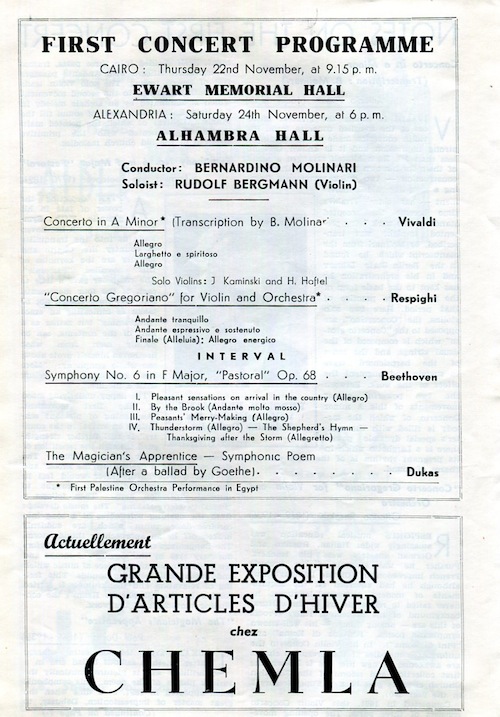 FIRST CONCERT PROGRAMME
CAIRO: Thursday 22nd November, at 9.15 p. m.
EWART MEMORIAL HALL
ALEXANDRIA: Saturday 24th November, at 6 p. m.
ALHAMBRA HALL
Conductor: BERNARDINO MOLINARI
Soloist: RUDOLF BERGMANN (Violin)
Concerto in A Minor* (Transcription by B. Molinar . . . Vivaldi
Allegro
Larghetto e spiritoso
Allegro
Solo Violins: J Kaminski and H. Haftel
"Concerto Gregoriano" for Violin and Orchestra* . . . . Respighi
Andante tranquillo
Andante espressivo e sostenuto
Finale (Alleluia): Allegro energico
INTERVAL
Symphony No. 6 in F Major, "Pastoral" Op. 68 . . . Beethoven
I. Pleasant sensations on arrival in the country (Allegro)
II. By the Brook (Andante molto mosso)
III. Peasants' Merry-Making (Allegro)
IV. Thunderstorm (Allegro) — The Shepherd's Hymn —
Thanksgiving after the Storm (Allegretto)
The Magician's Apprentice — Symphonic Poem
(After a ballad by Goethe). . . . . . . . Dukas
* First Palestine Orchestra Performance in Egypt
Actuellement
GRANDE EXPOSITION
D'ARTICLES D'HIVER
chez
CHEMLA